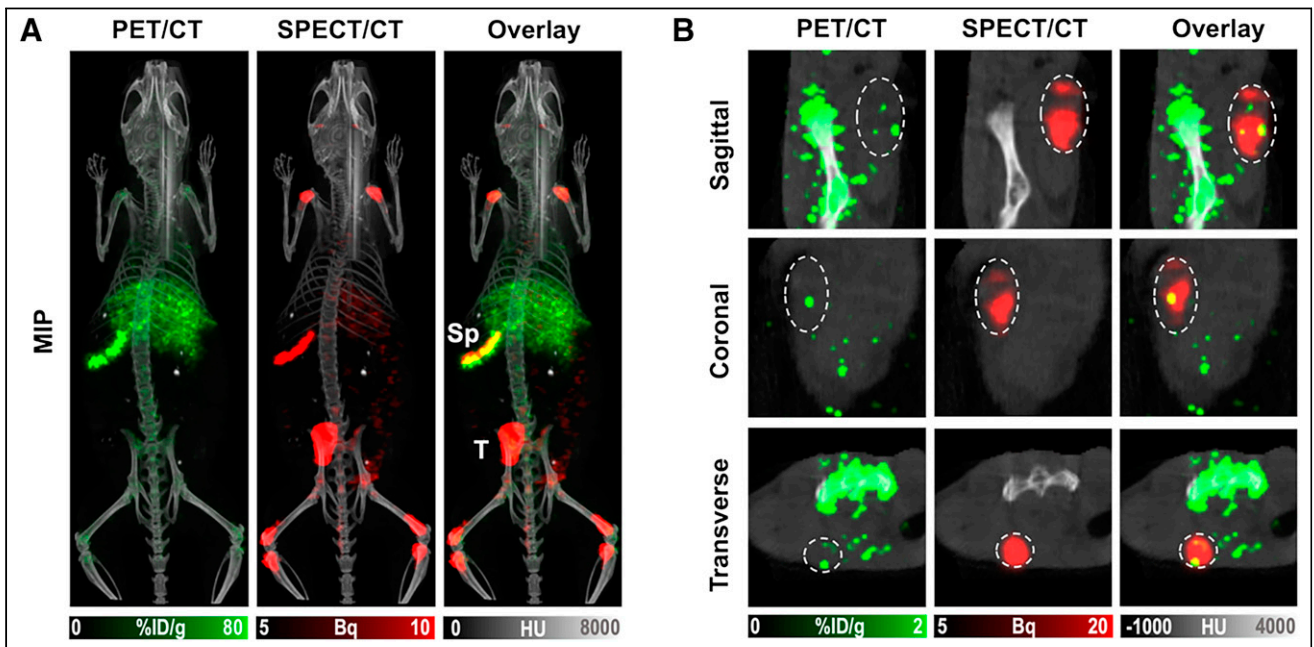 A
PET/CT SPECT/CT Overlay
MIP
Sp
T
0 %ID/g 80 5 Bq 10 0 HU 8000
B
PET/CT SPECT/CT Overlay
Sagittal
Coronal
Transverse
0 %ID/g 2 5 Bq 20 -1000 HU 4000